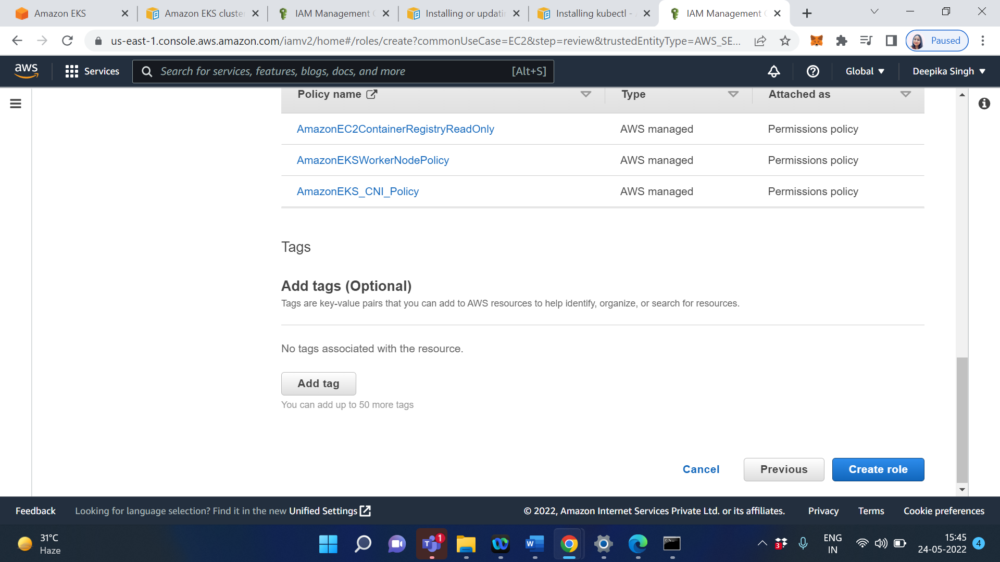 Amazon EKS
Amazon EKS cluster
IAM Management C
Installing or updatin
Installing kubectl -
IAM Management C
us-east-1.console.aws.amazon.com/iamv2/home#/roles/create?commonUseCase=EC2&step=review&trustedEntityType=AWS_SE...
Paused
aws
Services
Search for services, features, blogs, docs, and more
[Alt+S]
Global
Deepika Singh
Policy name
Type
Attached as
AmazonEC2ContainerRegistryReadOnly
AWS managed
Permissions policy
AmazonEKSWorkerNodePolicy
AWS managed
Permissions policy
AmazonEKS_CNI_Policy
AWS managed
Permissions policy
Tags
Add tags (Optional)
Tags are key-value pairs that you can add to AWS resources to help identify, organize, or search for resources.
No tags associated with the resource.
Add tag
You can add up to 50 more tags
Cancel
Previous
Create role
Feedback
Looking for language selection? Find it in the new Unified Settings
© 2022, Amazon Internet Services Private Ltd. or its affiliates.
Privacy
Terms
Cookie preferences
31°C
Haze
1
3
ENG
IN
15:45
24-05-2022
4